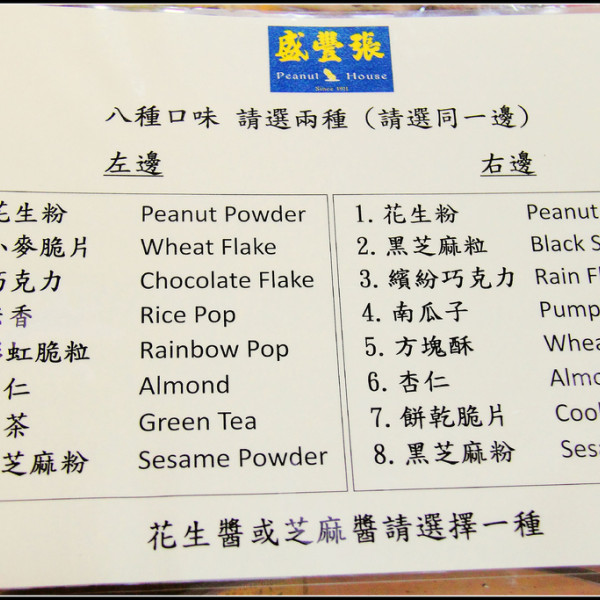 盛豐張
Peanut House
八種口味 請選兩種 (請選同一邊)
左邊
花生粉 Peanut Powder
小麥脆片 Wheat Flake
巧克力 Chocolate Flake
香 Rice Pop
虹脆粒 Rainbow Pop
仁 Almond
茶 Green Tea
芝麻粉 Sesame Powder
右邊
1. 花生粉 Peanut
2. 黑芝麻粒 Black S
3. 繽紛巧克力 Rain Fl
4. 南瓜子 Pump
5. 方塊酥 Whea
6. 杏仁 Almo
7. 餅乾脆片 Cook
8. 黑芝麻粉 Sesa
花生醬或芝麻醬請選擇一種